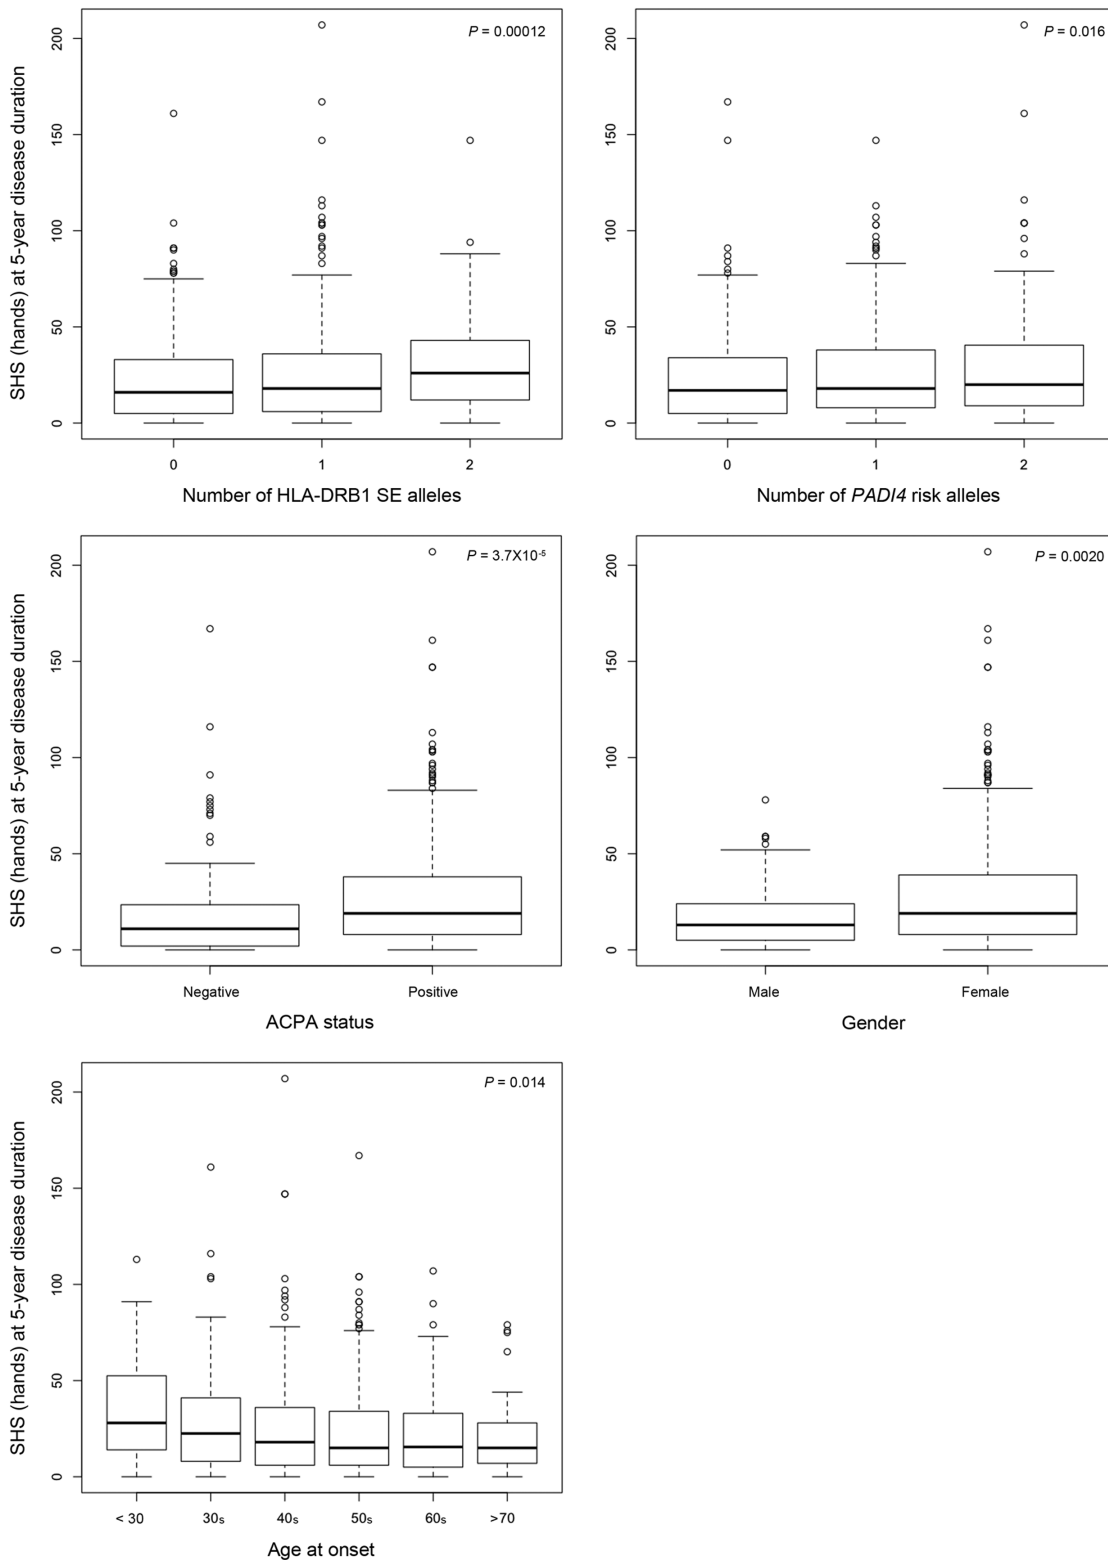 P = 0.00012
200
150
100
50
0
SHS (hands) at 5-year disease duration
0 1 2
Number of HLA-DRB1 SE alleles
P = 0.016
200
150
100
50
0
0 1 2
Number of PADI4 risk alleles
P = 3.7X10-5
200
150
100
50
0
SHS (hands) at 5-year disease duration
Negative Positive
ACPA status
P = 0.0020
200
150
100
50
0
Male Female
Gender
P = 0.014
200
150
100
50
0
SHS (hands) at 5-year disease duration
< 30 30s 40s 50s 60s >70
Age at onset